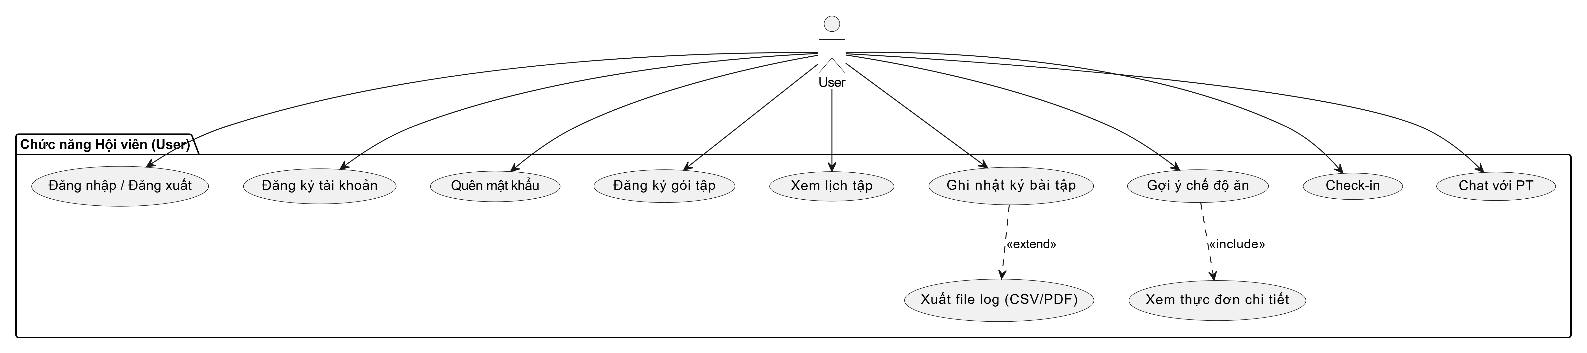 User
Chức năng Hội viên (User)
Đăng nhập / Đăng xuất
Đăng ký tài khoản
Quên mật khẩu
Đăng ký gói tập
Xem lịch tập
Ghi nhật ký bài tập
Gợi ý chế độ ăn
Check-in
Chat với PT
«extend»
«include»
Xuất file log (CSV/PDF)
Xem thực đơn chi tiết